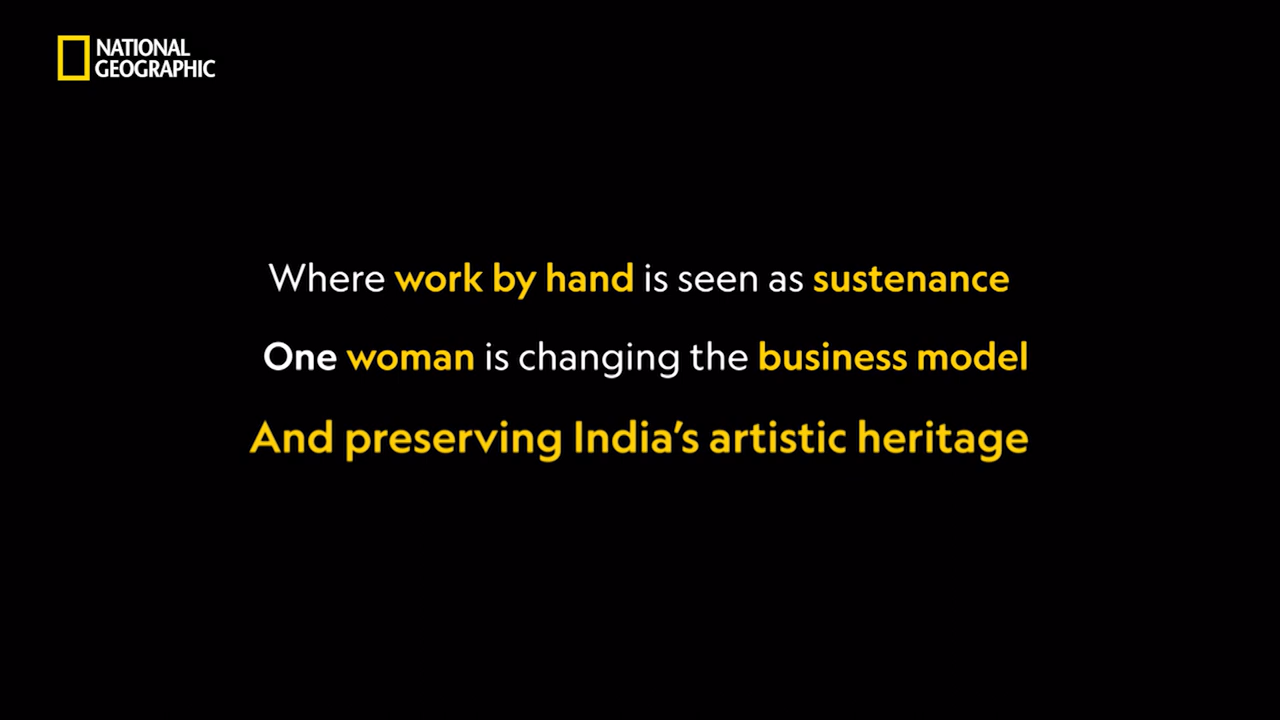 NATIONAL
GEOGRAPHIC
Where work by hand is seen as sustenance
One woman is changing the business model
And preserving India's artistic heritage